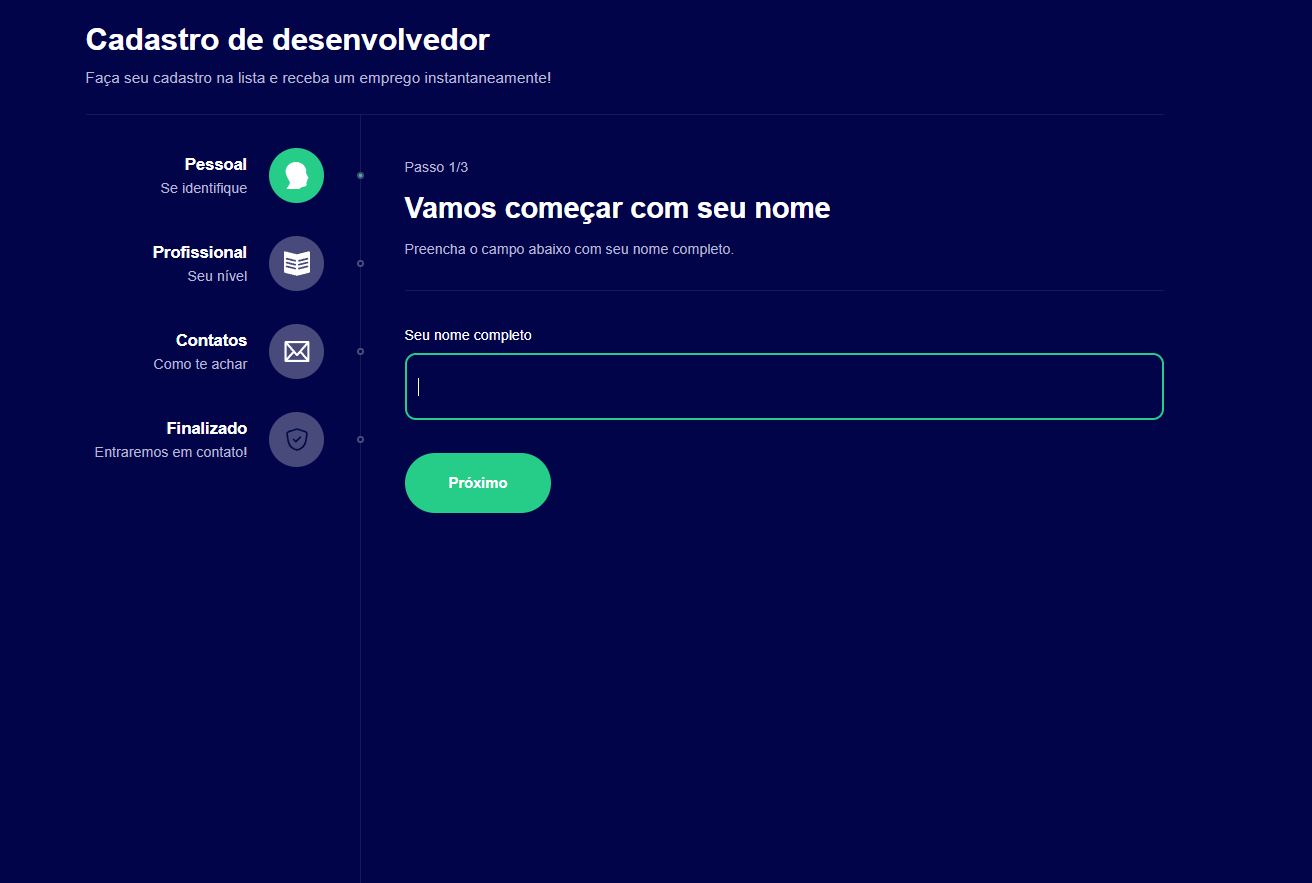 Cadastro de desenvolvedor
Faça seu cadastro na lista e receba um emprego instantaneamente!
Pessoal
Se identifique
Profissional
Seu nível
Contatos
Como te achar
Finalizado
Entraremos em contato!
Passo 1/3
Vamos começar com seu nome
Preencha o campo abaixo com seu nome completo.
Seu nome completo
Próximo